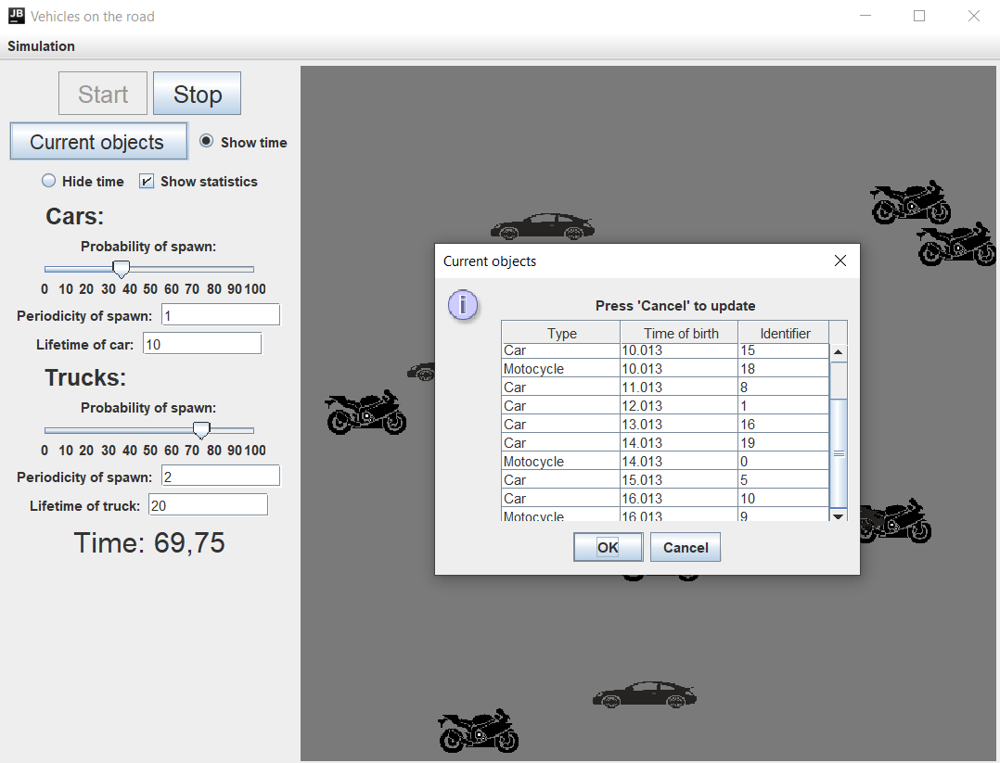 JB Vehicles on the road
Simulation
Start Stop
Current objects Show time
Hide time Show statistics
Cars:
Probability of spawn:
0 10 20 30 40 50 60 70 80 90 100
Periodicity of spawn: 1
Lifetime of car: 10
Trucks:
Probability of spawn:
0 10 20 30 40 50 60 70 80 90 100
Periodicity of spawn: 2
Lifetime of truck: 20
Time: 69,75
Current objects
i
Press 'Cancel' to update
Type Time of birth Identifier
Car 10.013 15
Motocycle 10.013 18
Car 11.013 8
Car 12.013 1
Car 13.013 16
Car 14.013 19
Motocycle 14.013 0
Car 15.013 5
Car 16.013 10
Motocycle 16.013 9
OK Cancel